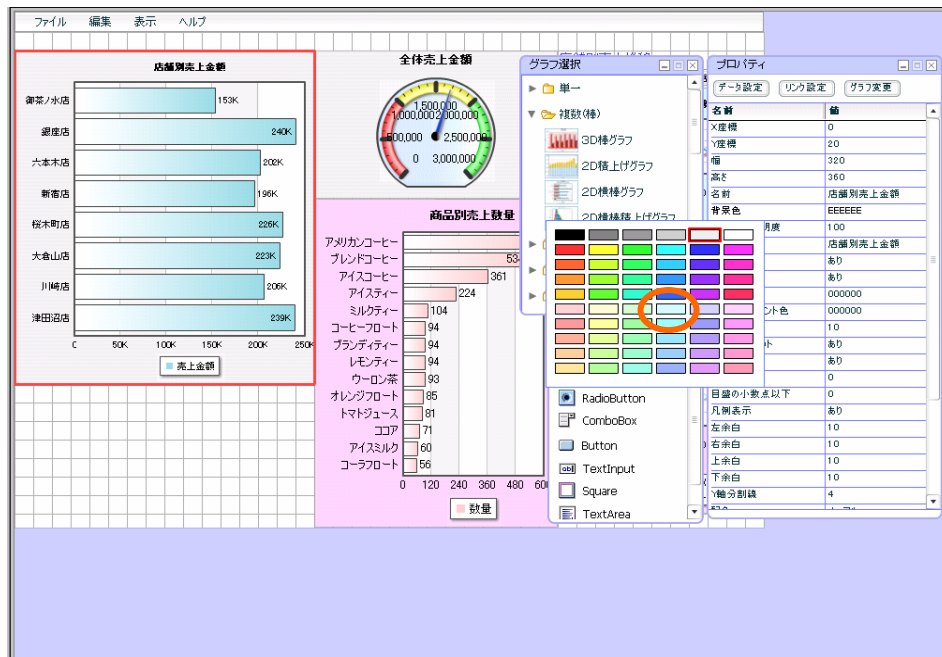 ファイル 編集 表示 ヘルプ
店舗別売上金額
御茶ノ水店 153K
銀座店 240K
六本木店 202K
新宿店 196K
桜木町店 226K
大倉山店 223K
川崎店 206K
津田沼店 239K
0 50K 100K 150K 200K 250K
売上金額
全体売上金額
1,500,000
1,000,000 2,000,000
500,000 2,500,000
0 3,000,000
商品別売上数量
アメリカンコーヒー
ブレンドコーヒー
アイスコーヒー 361
アイスティー 224
ミルクティー 104
コーヒーフロート 94
ブランディティー 94
レモンティー 94
ウーロン茶 93
オレンジフロート 85
トマトジュース 81
ココア 71
アイスミルク 60
コーラフロート 56
0 120 240 360 480
数量
グラフ選択
単一
複数(棒)
3D棒グラフ
2D積上げグラフ
2D横棒グラフ
2D横棒積上げグラフ
RadioButton
ComboBox
Button
TextInput
Square
TextArea
プロパティ
データ設定 リンク設定 グラフ変更
名前 値
X座標 0
Y座標 20
幅 320
高さ 360
名前 店舗別売上金額
背景色 EEEEEE
明度 100
店舗別売上金額
あり
あり
000000
ント色 000000
10
あり
あり
0
目盛の小数点以下 0
凡例表示 あり
左余白 10
右余白 10
上余白 10
下余白 10
Y軸分割線 4